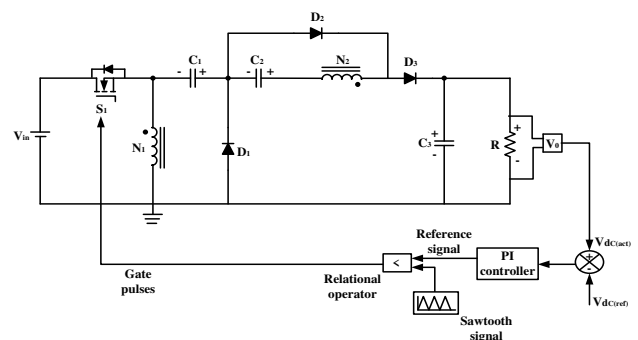 D₂
C₁
C₂
N₂
D₃
- +
- +
S₁
Vin
N₁
D₁
+
C₃
-
+
R
-
V₀
Reference
signal
VdC(act)
Gate
pulses
Relational
operator
<
PI
controller
+
-
VdC(ref)
Sawtooth
signal